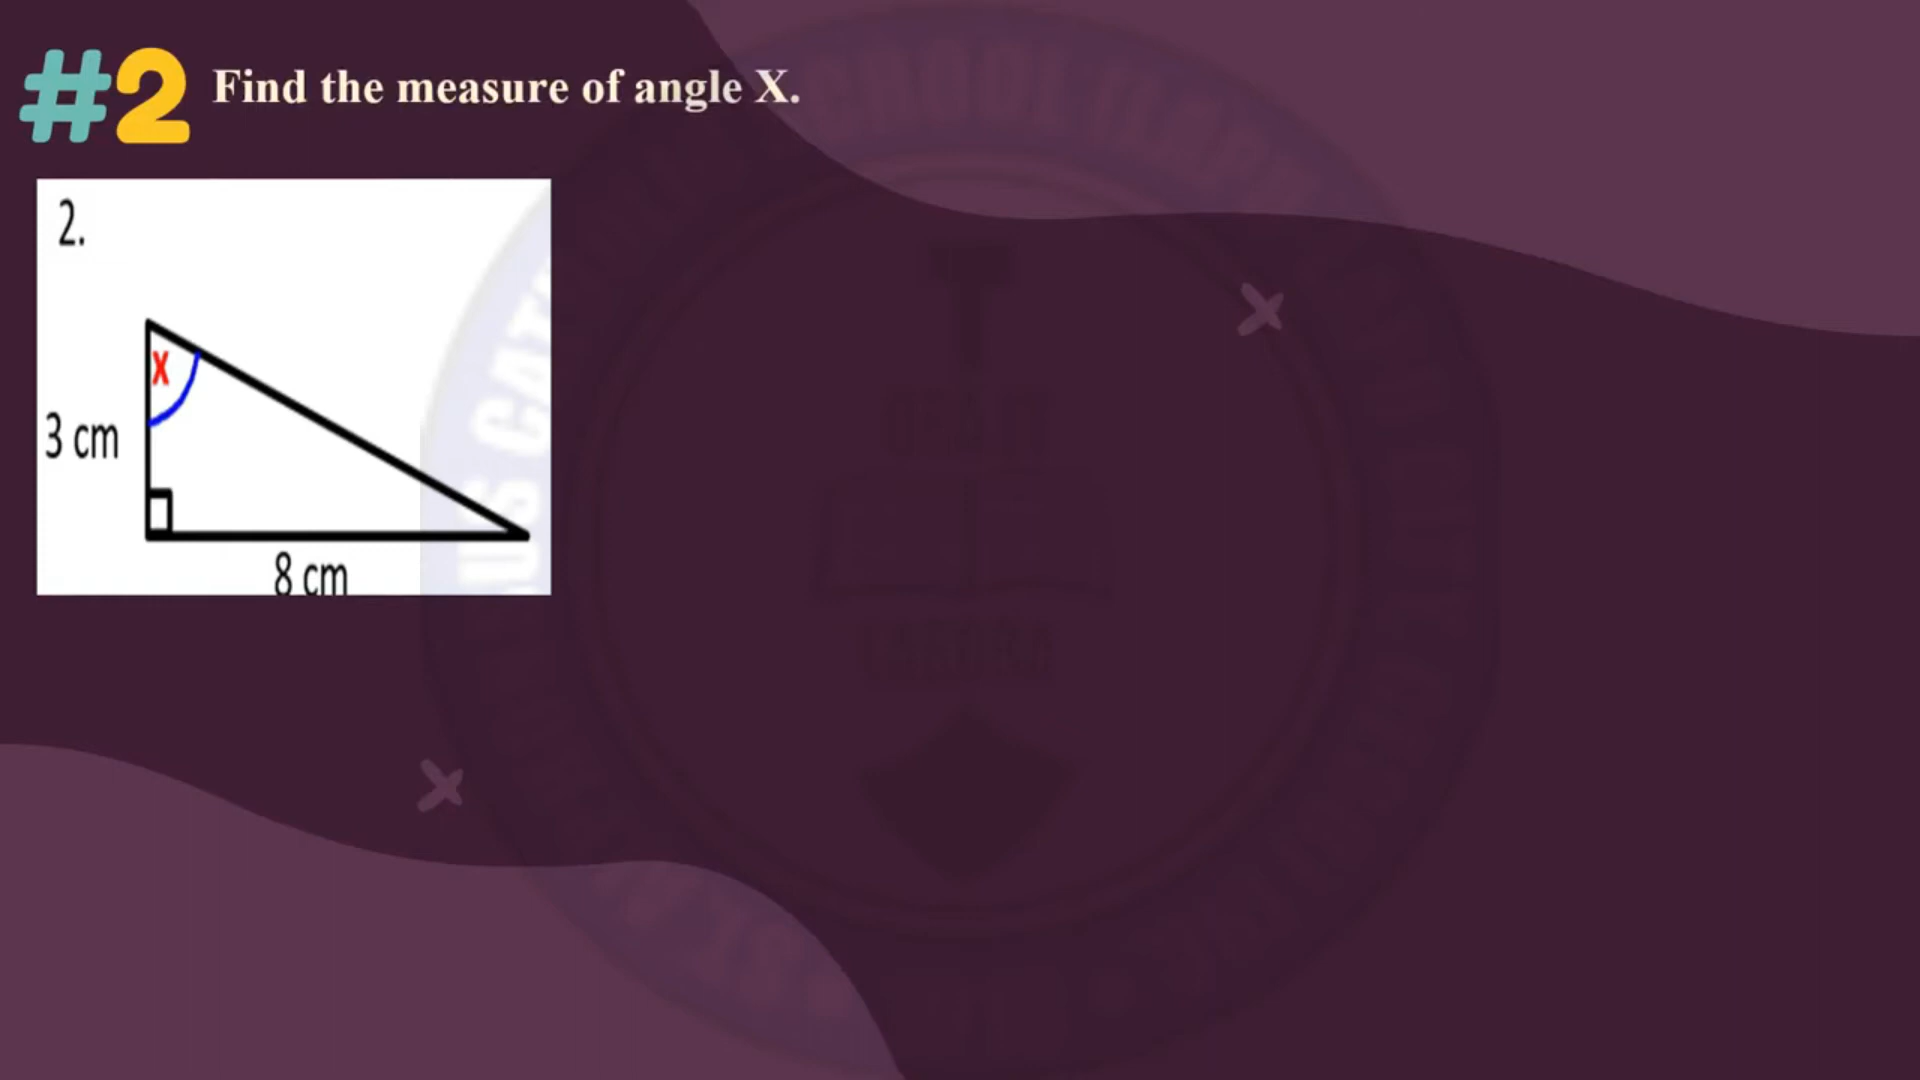 #2 Find the measure of angle X.
2.
X
3 cm
8 cm